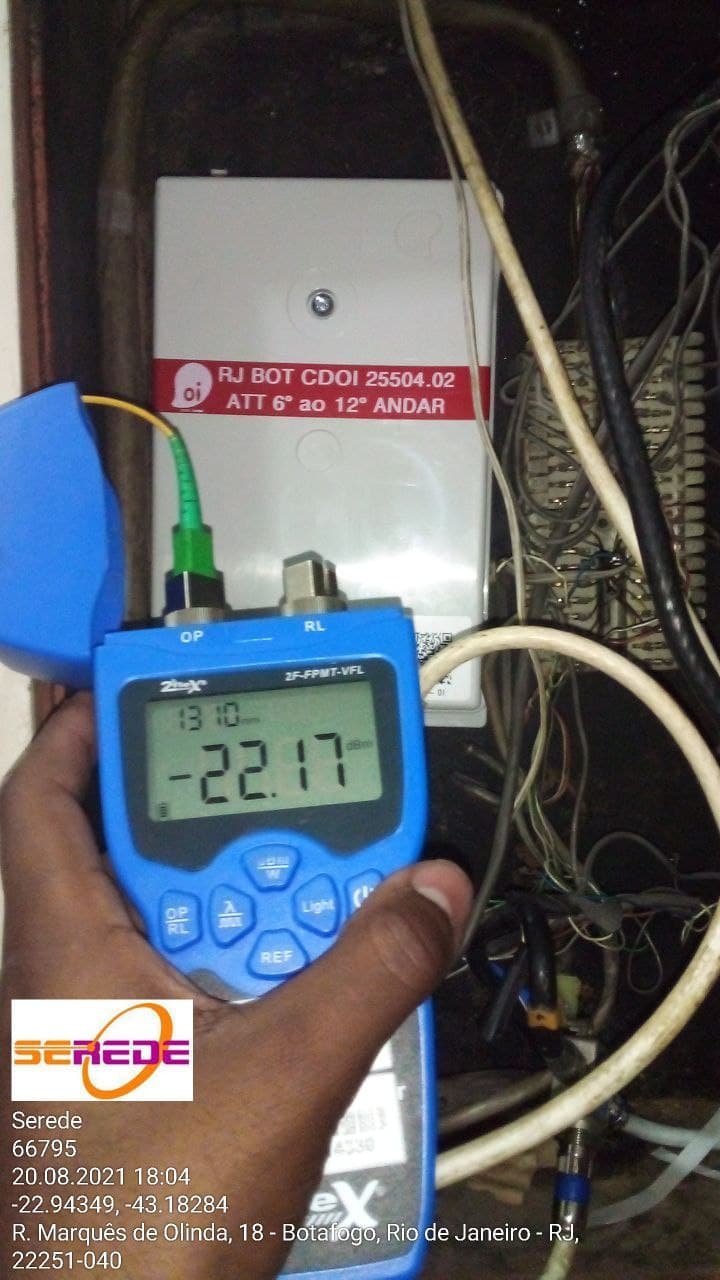 oi
RJ BOT CDOI 25504.02
ATT 6° ao 12° ANDAR
OP
RL
2F-FPMT-VFL
1310
-22.17
dBm
W
OP
RL
λ
Light
REF
X
SEREDE
Serede
66795
20.08.2021 18:04
-22.94349, -43.18284
R. Marquês de Olinda, 18 - Botafogo, Rio de Janeiro - RJ,
22251-040